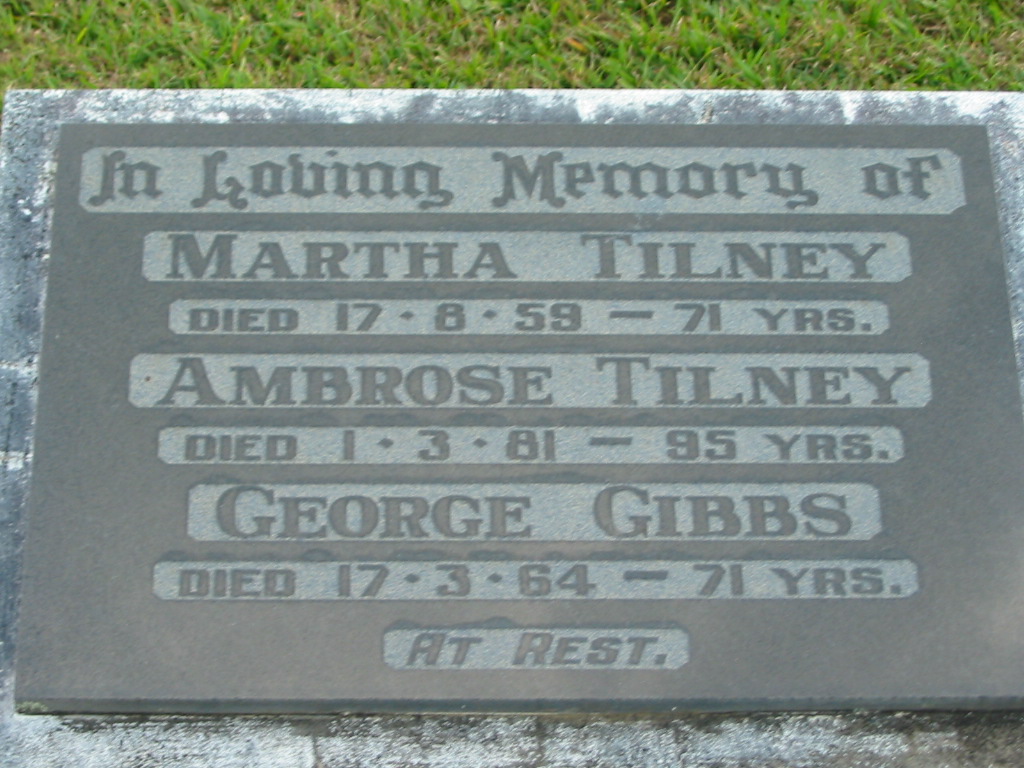 In Loving Memory of
MARTHA TILNEY
DIED 17·8·59 — 71 YRS.
AMBROSE TILNEY
DIED 1·3·81 — 95 YRS.
GEORGE GIBBS
DIED 17·3·64 — 71 YRS.
AT REST.